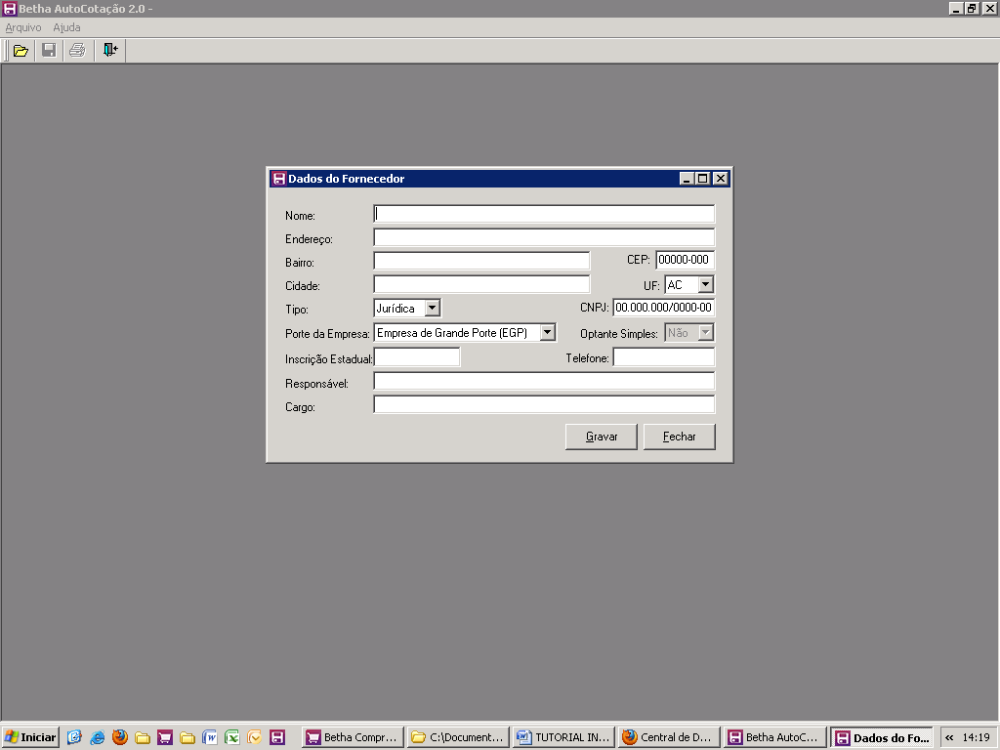 Betha AutoCotação 2.0 -
Arquivo Ajuda
Dados do Fornecedor
Nome:
Endereço:
Bairro: CEP: 00000-000
Cidade: UF: AC
Tipo: Jurídica CNPJ: 00.000.000/0000-00
Porte da Empresa: Empresa de Grande Porte (EGP) Optante Simples: Não
Inscrição Estadual: Telefone:
Responsável:
Cargo:
Gravar Fechar
Iniciar Betha Compr... C:\Document... TUTORIAL IN... Central de D... Betha AutoC... Dados do Fo... « 14:19